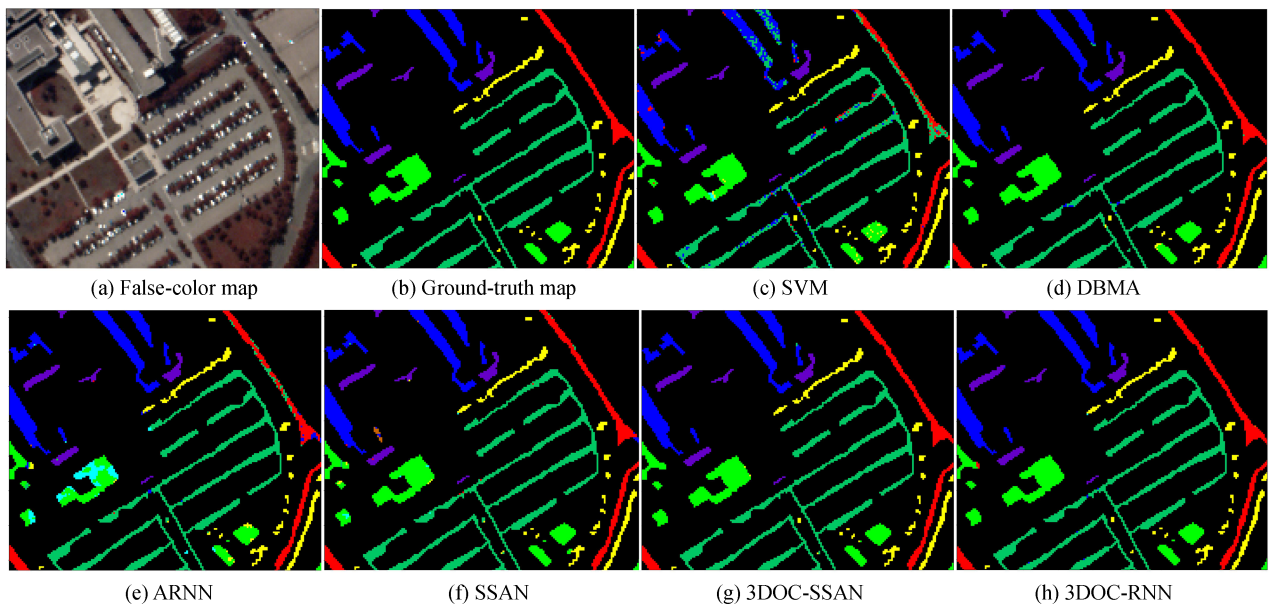 (a) False-color map
(b) Ground-truth map
(c) SVM
(d) DBMA
(e) ARNN
(f) SSAN
(g) 3DOC-SSAN
(h) 3DOC-RNN